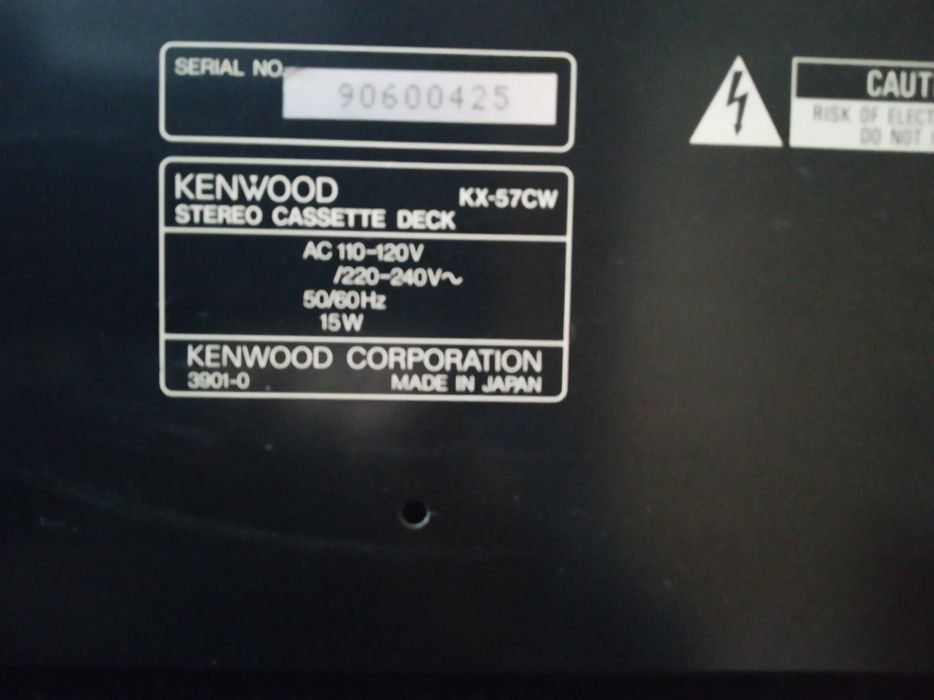 SERIAL NO.
90600425
KENWOOD KX-57CW
STEREO CASSETTE DECK
AC 110-120V
/220-240V~
50/60Hz
15W
KENWOOD CORPORATION
3901-0 MADE IN JAPAN
CAUT
RISK OF ELECT
DO NOT